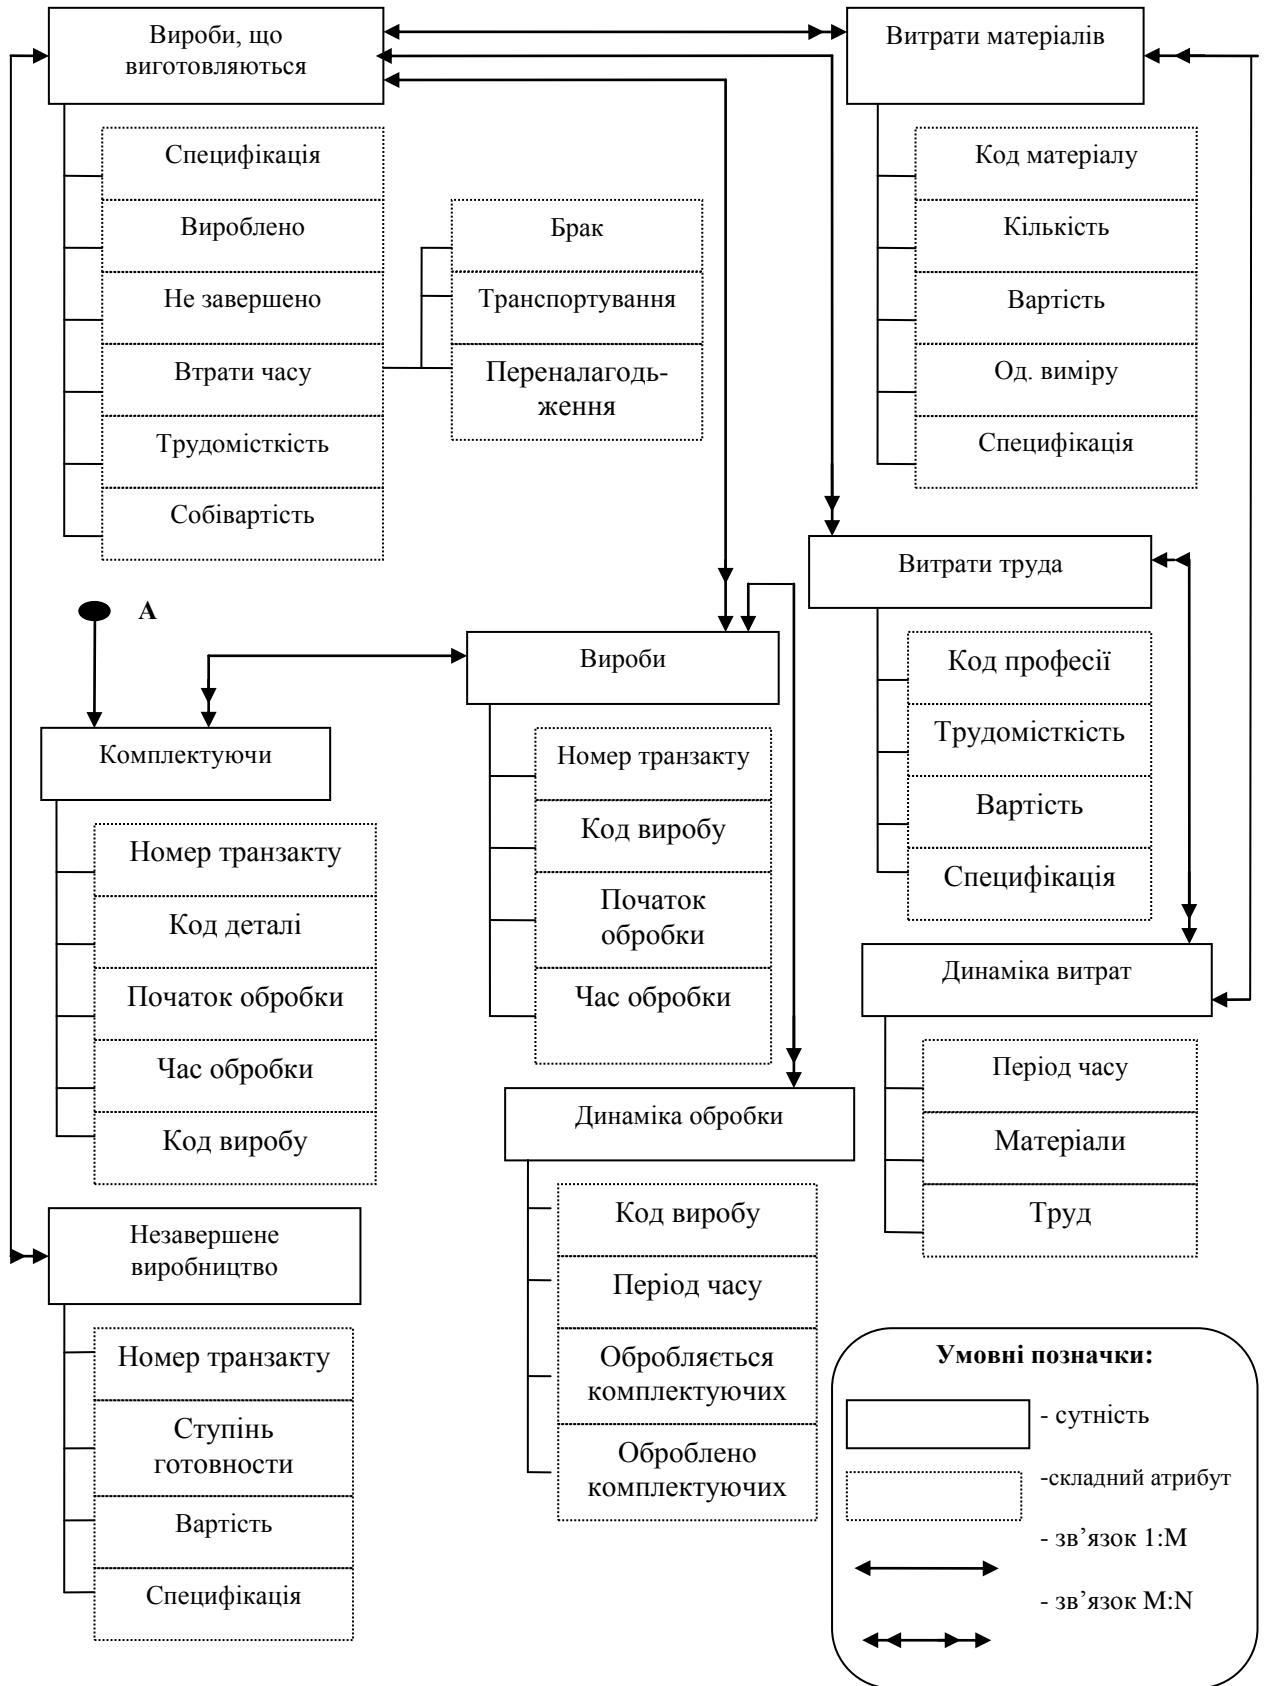 Вироби, що
виготовляються
Витрати матеріалів
Специфікація
Вироблено
Не завершено
Втрати часу
Трудомісткість
Собівартість
Брак
Транспортування
Переналагодь-
ження
Код матеріалу
Кількість
Вартість
Од. виміру
Специфікація
А
Витрати труда
Код професії
Трудомісткість
Вартість
Специфікація
Вироби
Номер транзакту
Код виробу
Початок
обробки
Час обробки
Комплектуючи
Номер транзакту
Код деталі
Початок обробки
Час обробки
Код виробу
Динаміка витрат
Період часу
Матеріали
Труд
Динаміка обробки
Код виробу
Період часу
Обробляється
комплектуючих
Оброблено
комплектуючих
Незавершене
виробництво
Номер транзакту
Ступінь
готовности
Вартість
Специфікація
Умовні позначки:
- сутність
-складний атрибут
- зв’язок 1:М
- зв’язок М:N